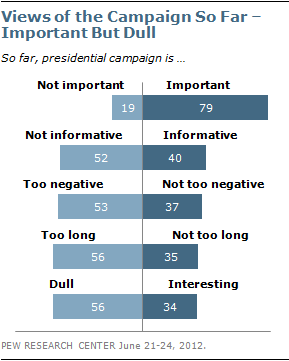 Views of the Campaign So Far –
Important But Dull
So far, presidential campaign is …
Not important Important
19 79
Not informative Informative
52 40
Too negative Not too negative
53 37
Too long Not too long
56 35
Dull Interesting
56 34
PEW RESEARCH CENTER June 21-24, 2012.